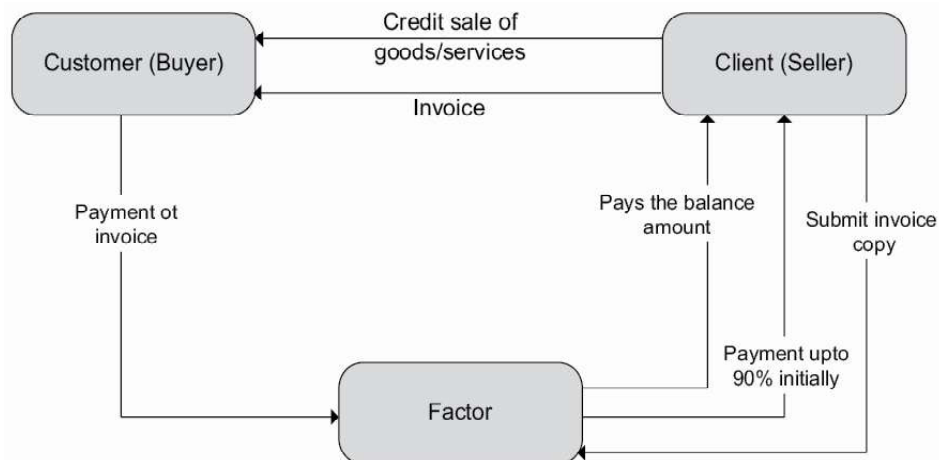 Credit sale of
goods/services
Customer (Buyer)
Client (Seller)
Invoice
Payment ot
invoice
Pays the balance
amount
Submit invoice
copy
Payment upto
90% initially
Factor